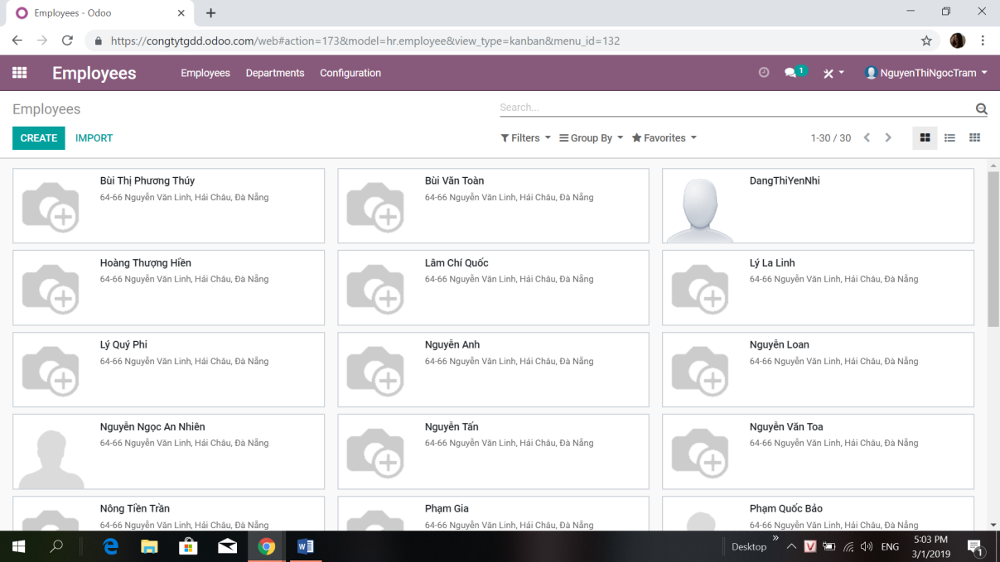 Employees - Odoo
https://congtytgdd.odoo.com/web#action=173&model=hr.employee&view_type=kanban&menu_id=132
Employees Employees Departments Configuration 1 NguyenThiNgocTram
Employees Search...
CREATE IMPORT Filters Group By Favorites 1-30 / 30
Bùi Thị Phương Thúy Bùi Văn Toàn DangThiYenNhi
64-66 Nguyễn Văn Linh, Hải Châu, Đà Nẵng 64-66 Nguyễn Văn Linh, Hải Châu, Đà Nẵng
Hoàng Thượng Hiền Lâm Chí Quốc Lý La Linh
64-66 Nguyễn Văn Linh, Hải Châu, Đà Nẵng 64-66 Nguyễn Văn Linh, Hải Châu, Đà Nẵng 64-66 Nguyễn Văn Linh, Hải Châu, Đà Nẵng
Lý Quý Phi Nguyễn Anh Nguyễn Loan
64-66 Nguyễn Văn Linh, Hải Châu, Đà Nẵng 64-66 Nguyễn Văn Linh, Hải Châu, Đà Nẵng 64-66 Nguyễn Văn Linh, Hải Châu, Đà Nẵng
Nguyễn Ngọc An Nhiên Nguyễn Tấn Nguyễn Văn Toa
64-66 Nguyễn Văn Linh, Hải Châu, Đà Nẵng 64-66 Nguyễn Văn Linh, Hải Châu, Đà Nẵng 64-66 Nguyễn Văn Linh, Hải Châu, Đà Nẵng
Nông Tiền Trần Phạm Gia Phạm Quốc Bảo
64-66 Nguyễn Văn Linh, Hải Châu, Đà Nẵng 64-66 Nguyễn Văn Linh, Hải Châu, Đà Nẵng 64-66 Nguyễn Văn Linh, Hải Châu, Đà Nẵng
Desktop ENG 5:03 PM
3/1/2019 1